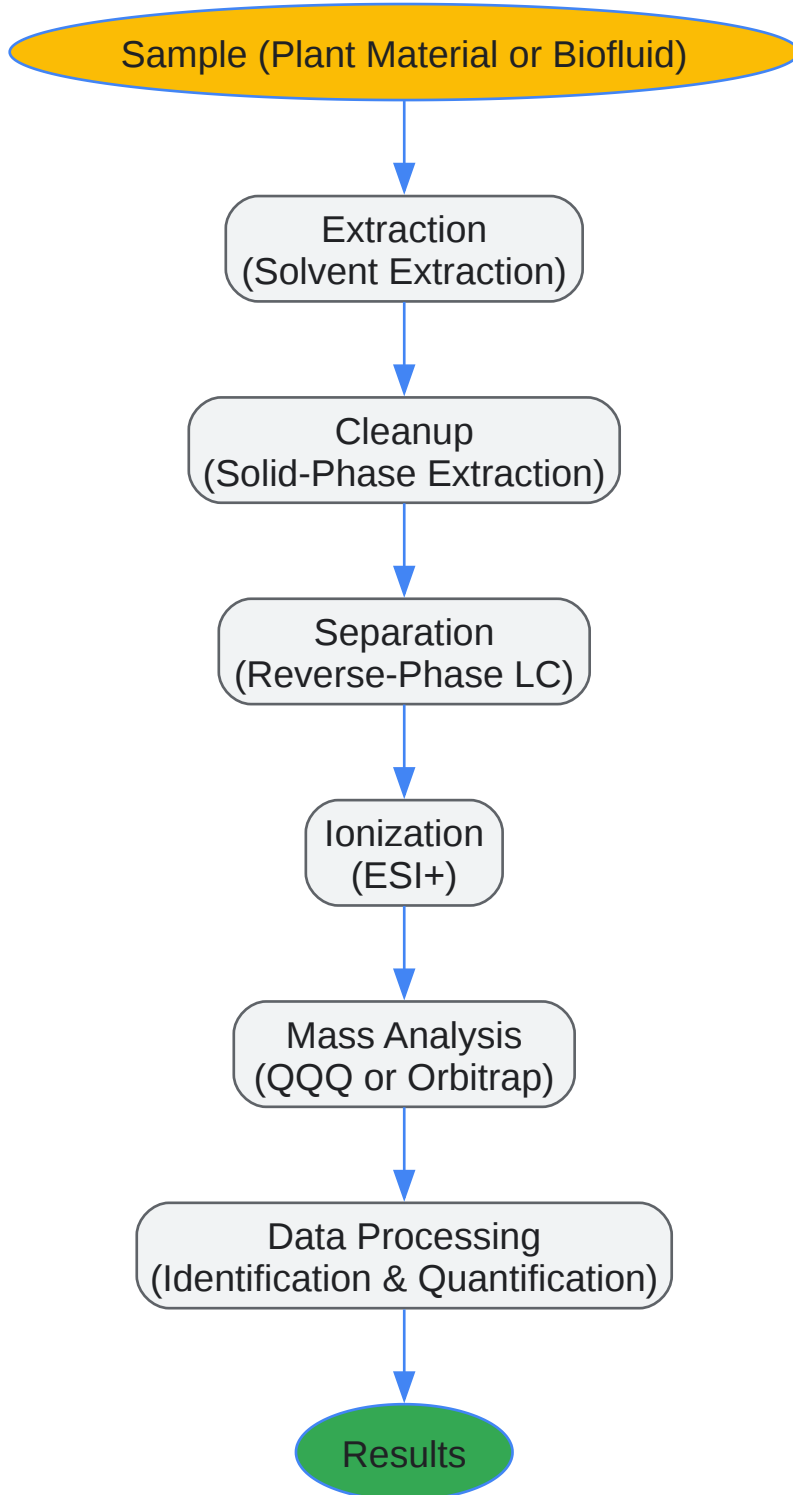 Sample (Plant Material or Biofluid)
Extraction
(Solvent Extraction)
Cleanup
(Solid-Phase Extraction)
Separation
(Reverse-Phase LC)
Ionization
(ESI+)
Mass Analysis
(QQQ or Orbitrap)
Data Processing
(Identification & Quantification)
Results